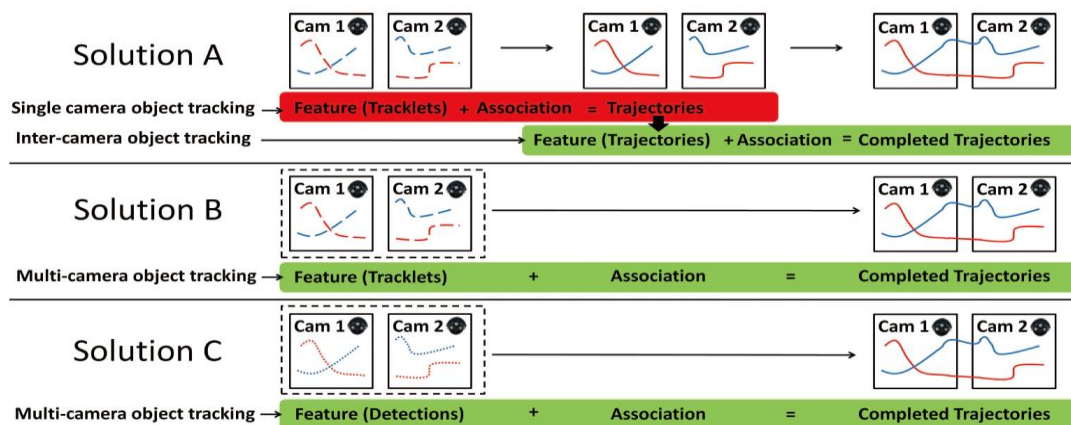 Cam 1 Cam 2 Cam 1 Cam 2 Cam 1 Cam 2
Solution A
Single camera object tracking Feature (Tracklets) + Association = Trajectories
Inter-camera object tracking Feature (Trajectories) + Association = Completed Trajectories
Cam 1 Cam 2 Cam 1 Cam 2
Solution B
Multi-camera object tracking Feature (Tracklets) + Association = Completed Trajectories
Cam 1 Cam 2 Cam 1 Cam 2
Solution C
Multi-camera object tracking Feature (Detections) + Association = Completed Trajectories